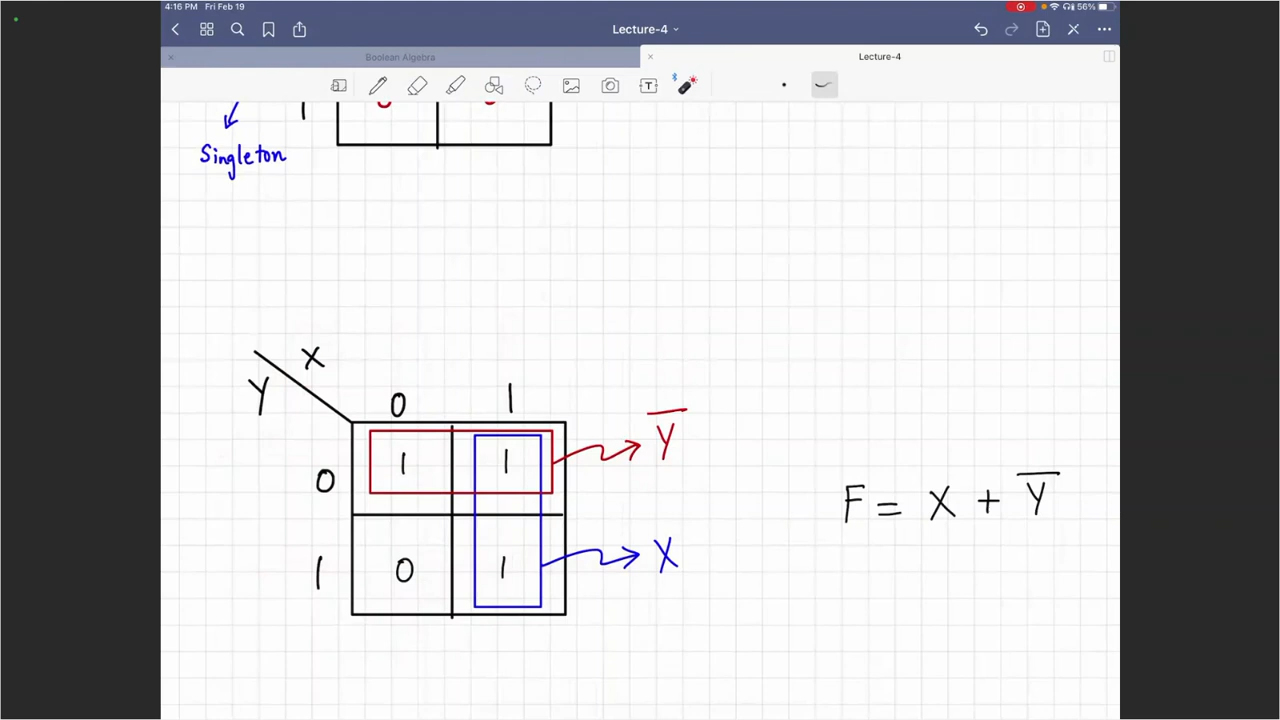 4:16 PM Fri Feb 19
56%
Lecture-4
Boolean Algebra
Lecture-4
T
1
Singleton
X
Y
0 1
0 1 1 Y̅
F = X + Y̅
1 0 1 X